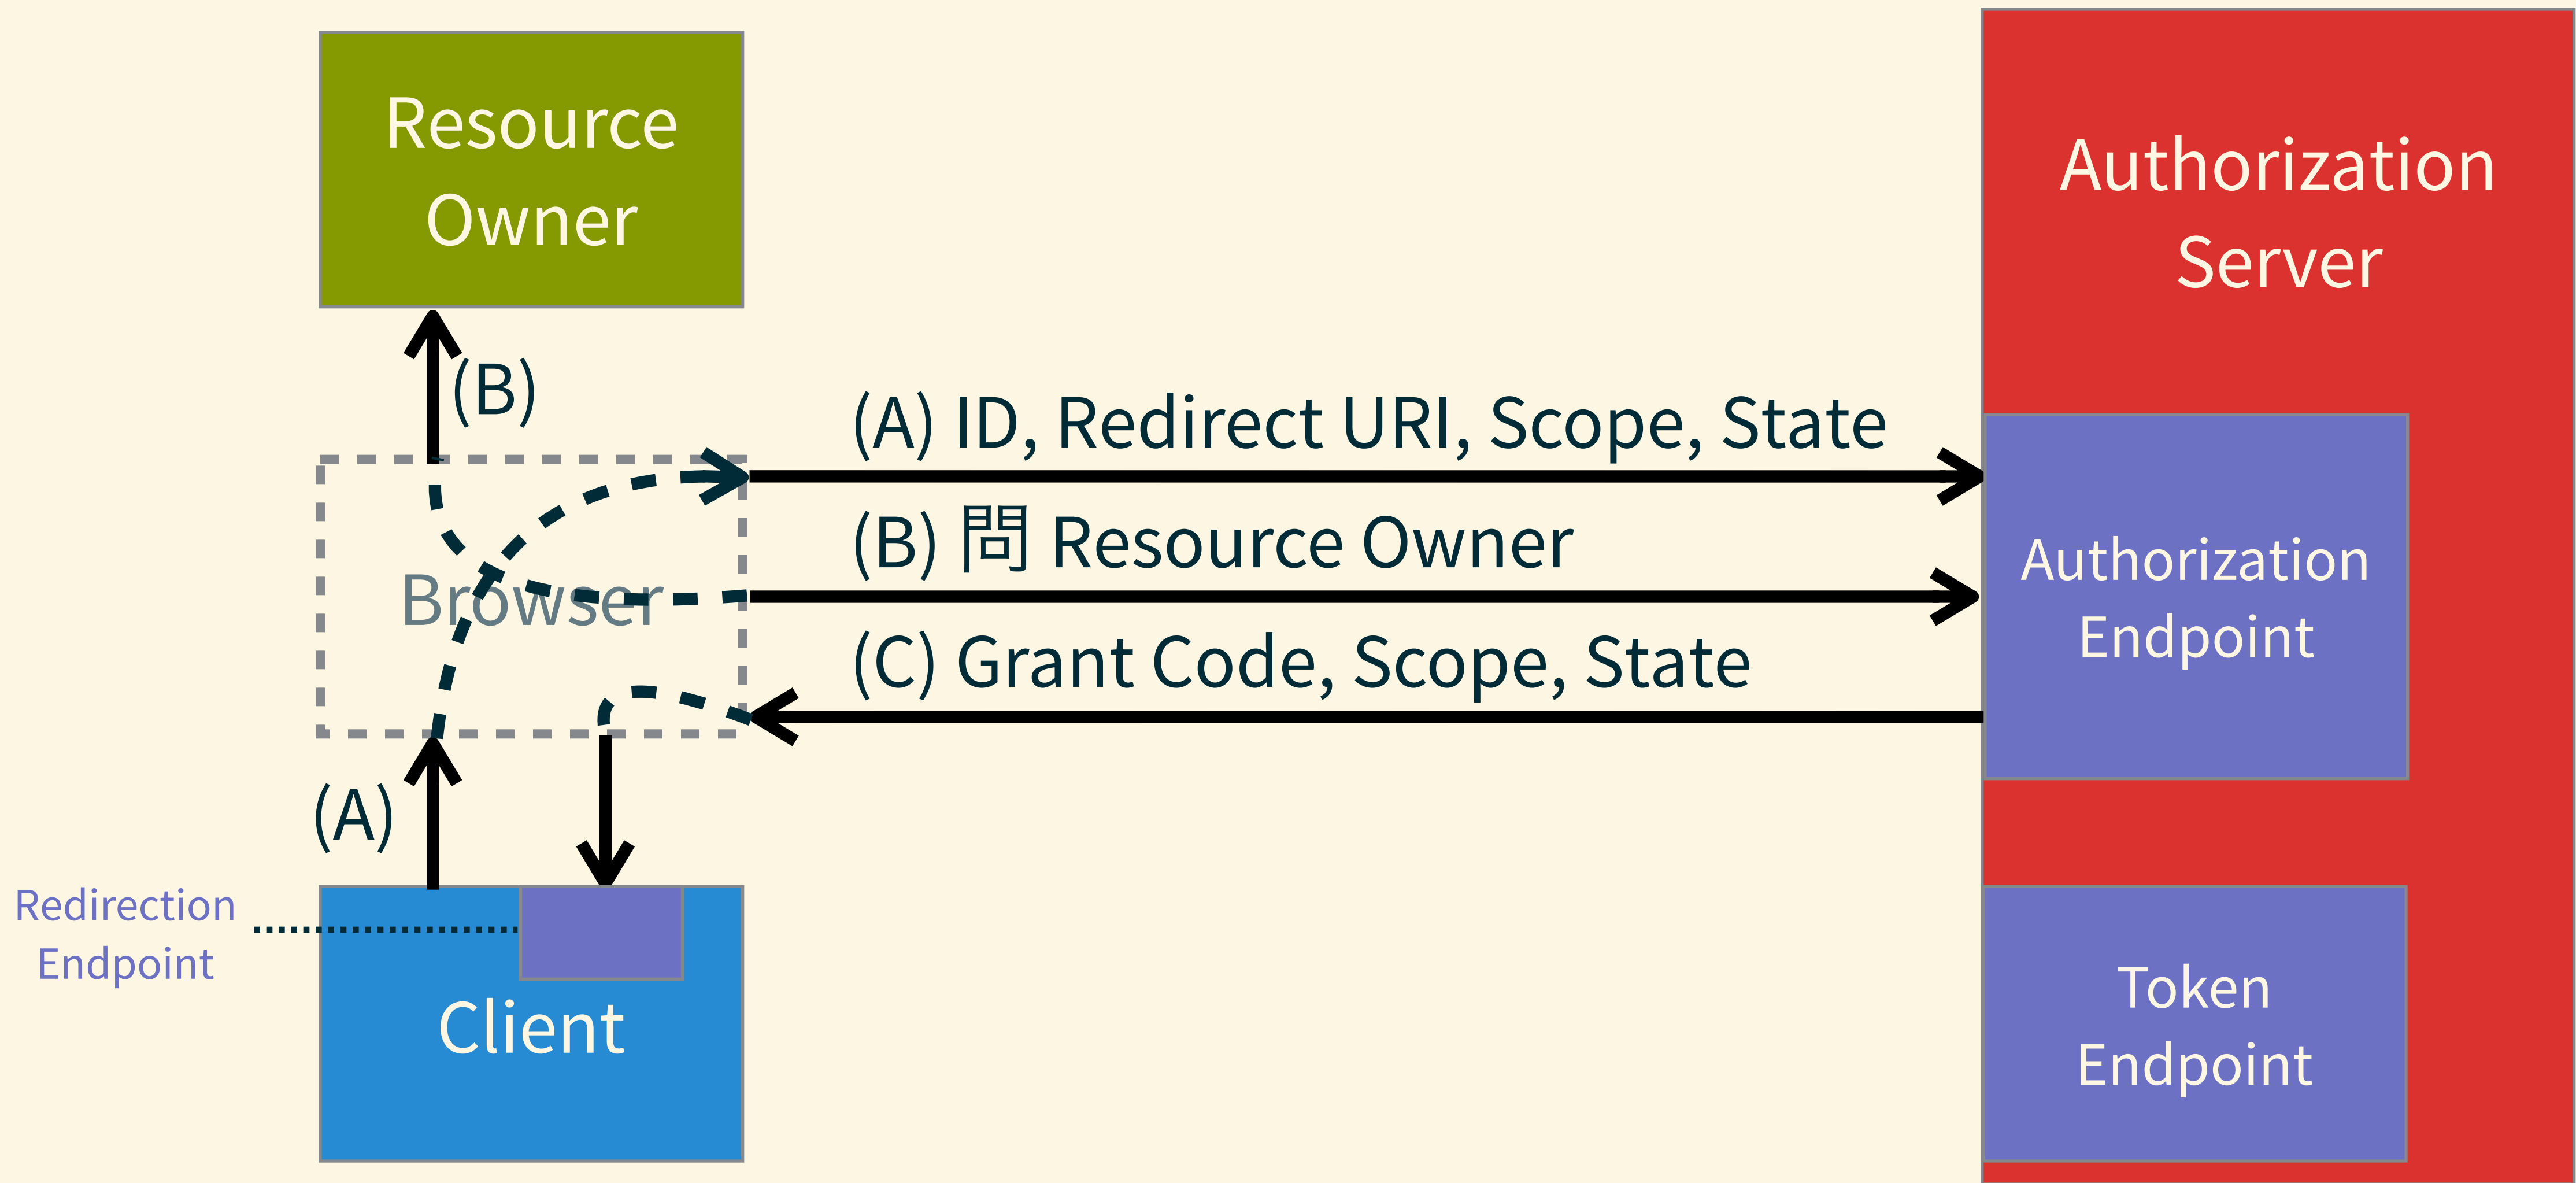 Resource
Owner
Authorization
Server
(B)
(A) ID, Redirect URI, Scope, State
(B) 問 Resource Owner
Browser
(C) Grant Code, Scope, State
Authorization
Endpoint
(A)
Redirection
Endpoint
Client
Token
Endpoint